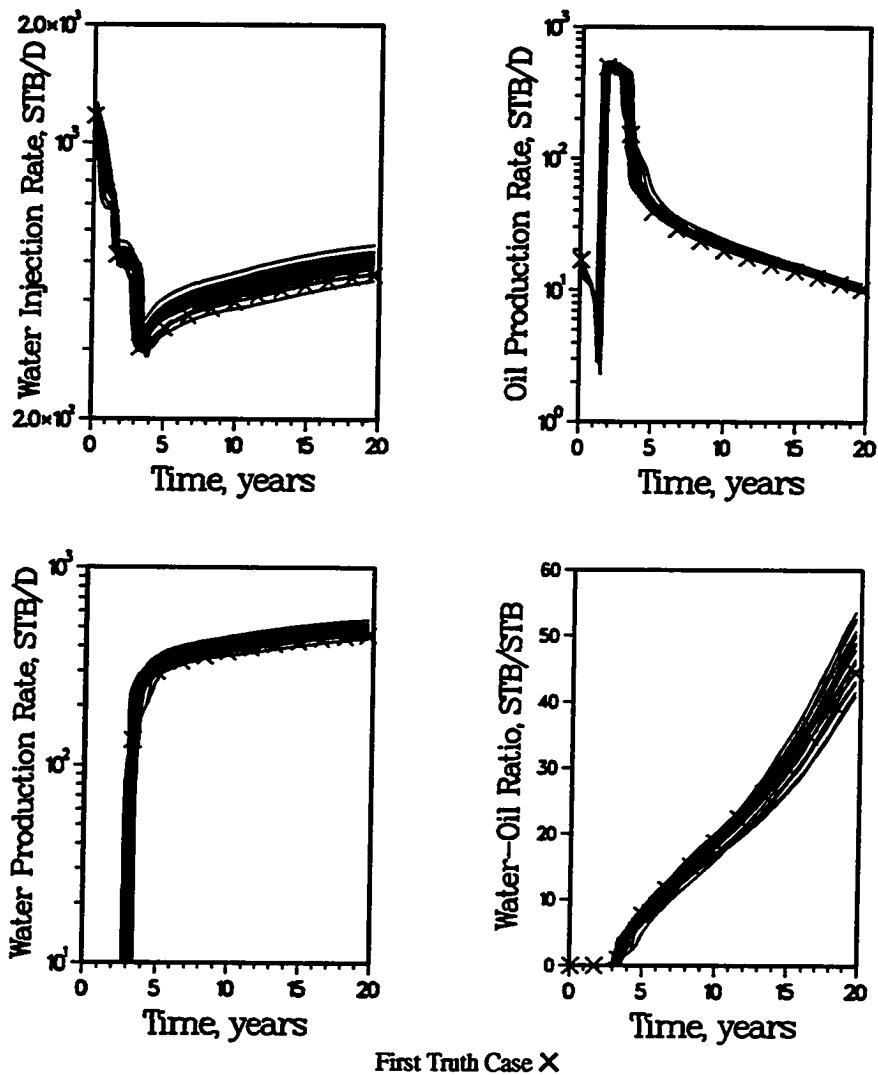 2.0×10³
10³
2.0×10²
Water Injection Rate, STB/D
0 5 10 15 20
Time, years
10³
10²
10¹
10⁰
Oil Production Rate, STB/D
0 5 10 15 20
Time, years
10³
10²
10¹
Water Production Rate, STB/D
0 5 10 15 20
Time, years
60
50
40
30
20
10
0
Water-Oil Ratio, STB/STB
0 5 10 15 20
Time, years
First Truth Case ×